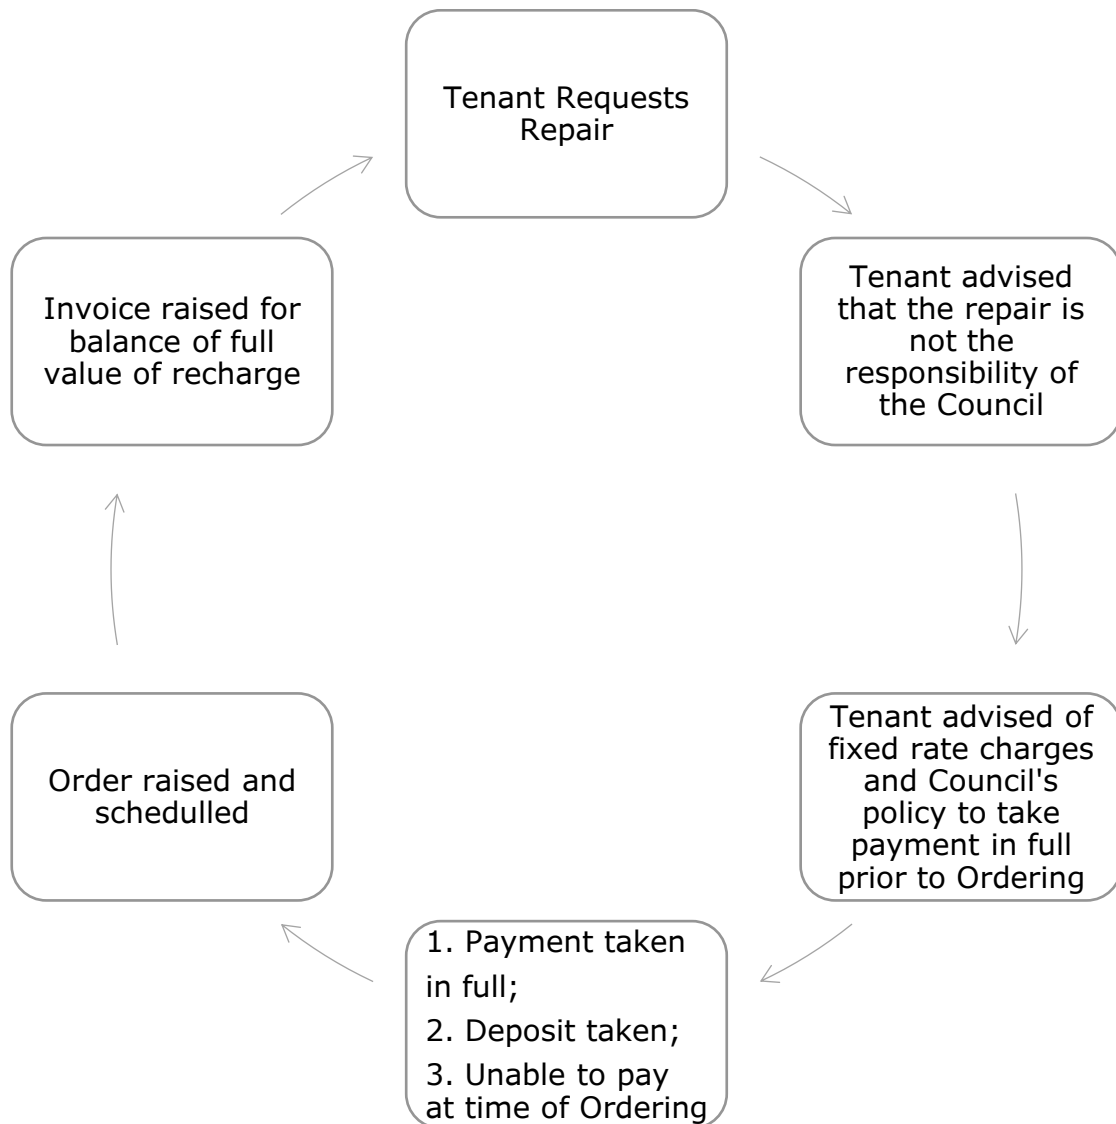 Tenant Requests
Repair
Tenant advised
that the repair is
not the
responsibility of
the Council
Tenant advised of
fixed rate charges
and Council's
policy to take
payment in full
prior to Ordering
1. Payment taken
in full;
2. Deposit taken;
3. Unable to pay
at time of Ordering
Order raised and
schedulled
Invoice raised for
balance of full
value of recharge